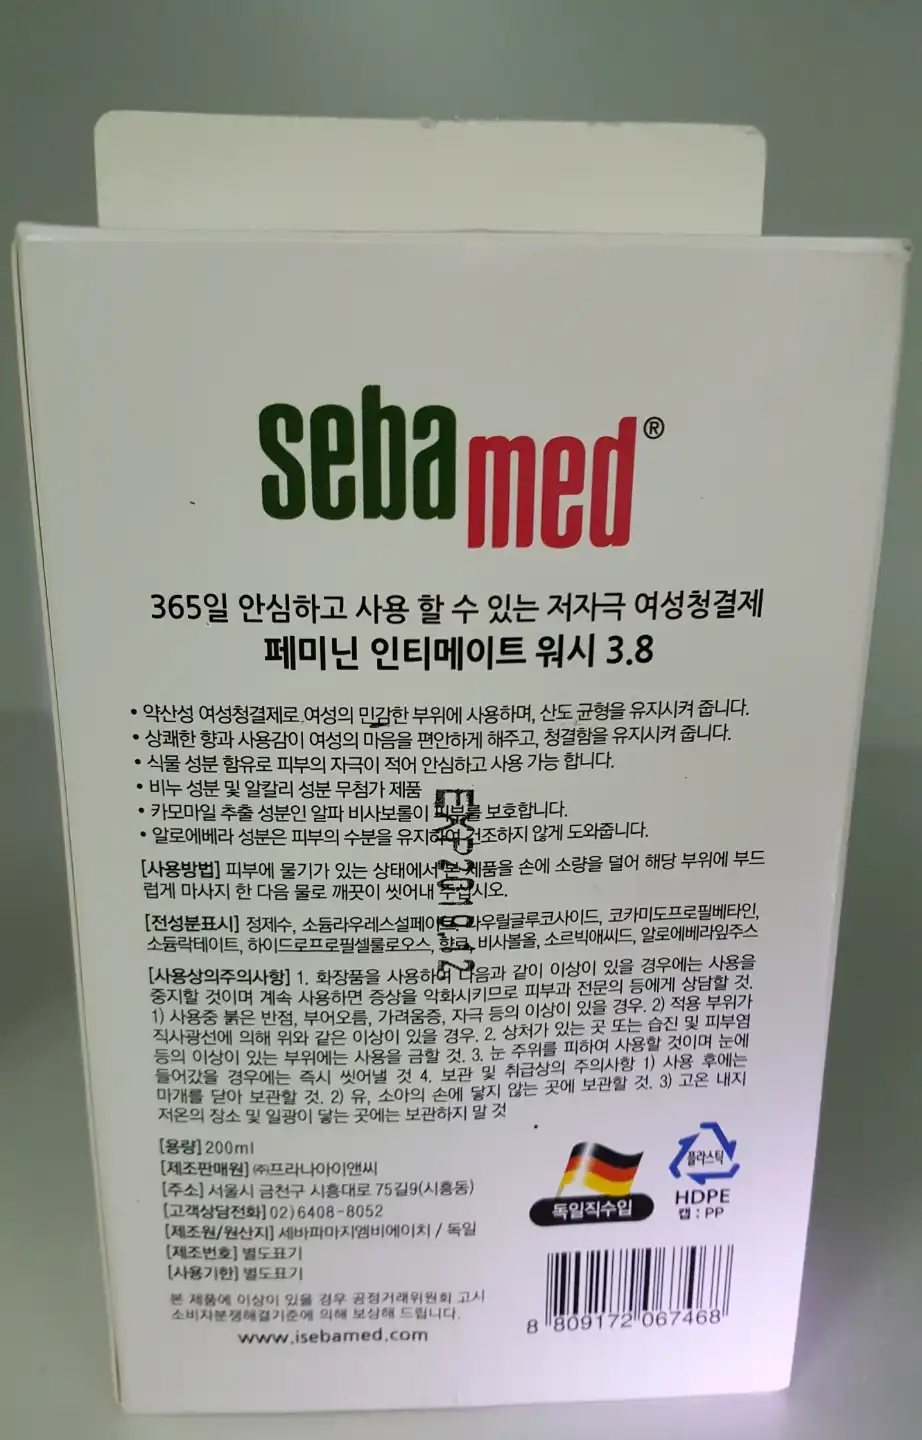 sebamed®
365일 안심하고 사용 할 수 있는 저자극 여성청결제
페미닌 인티메이트 워시 3.8
• 약산성 여성청결제로 여성의 민감한 부위에 사용하며, 산도 균형을 유지시켜 줍니다.
• 상쾌한 향과 사용감이 여성의 마음을 편안하게 해주고, 청결함을 유지시켜 줍니다.
• 식물 성분 함유로 피부의 자극이 적어 안심하고 사용 가능 합니다.
• 비누 성분 및 알칼리 성분 무첨가 제품
• 카모마일 추출 성분인 알파 비사보롤이 피부를 보호합니다.
• 알로에베라 성분은 피부의 수분을 유지하여 건조하지 않게 도와줍니다.
EXP20191112
[사용방법] 피부에 물기가 있는 상태에서 본 제품을 손에 소량을 덜어 해당 부위에 부드
럽게 마사지 한 다음 물로 깨끗이 씻어내 주십시오.
[전성분표시] 정제수, 소듐라우레스설페이트, 라우릴글루코사이드, 코카미도프로필베타인,
소듐락테이트, 하이드로프로필셀룰로오스, 향료, 비사볼올, 소르빅애씨드, 알로에베라잎주스
[사용상의주의사항] 1. 화장품을 사용하여 다음과 같이 이상이 있을 경우에는 사용을
중지할 것이며 계속 사용하면 증상을 악화시키므로 피부과 전문의 등에게 상담할 것.
1) 사용중 붉은 반점, 부어오름, 가려움증, 자극 등의 이상이 있을 경우. 2) 적용 부위가
직사광선에 의해 위와 같은 이상이 있을 경우. 2. 상처가 있는 곳 또는 습진 및 피부염
등의 이상이 있는 부위에는 사용을 금할 것. 3. 눈 주위를 피하여 사용할 것이며 눈에
들어갔을 경우에는 즉시 씻어낼 것 4. 보관 및 취급상의 주의사항 1) 사용 후에는
마개를 닫아 보관할 것. 2) 유, 소아의 손에 닿지 않는 곳에 보관할 것. 3) 고온 내지
저온의 장소 및 일광이 닿는 곳에는 보관하지 말 것
[용량] 200ml
[제조판매원] ㈜프라나아이앤씨
[주소] 서울시 금천구 시흥대로 75길9(시흥동)
[고객상담전화] 02)6408-8052
[제조원/원산지] 세바파마지엠비에이치 / 독일
[제조번호] 별도표기
[사용기한] 별도표기
본 제품에 이상이 있을 경우 공정거래위원회 고시
소비자분쟁해결기준에 의해 보상해 드립니다.
www.isebamed.com
독일직수입
플라스틱
HDPE
캡 : PP
8 809172 067468